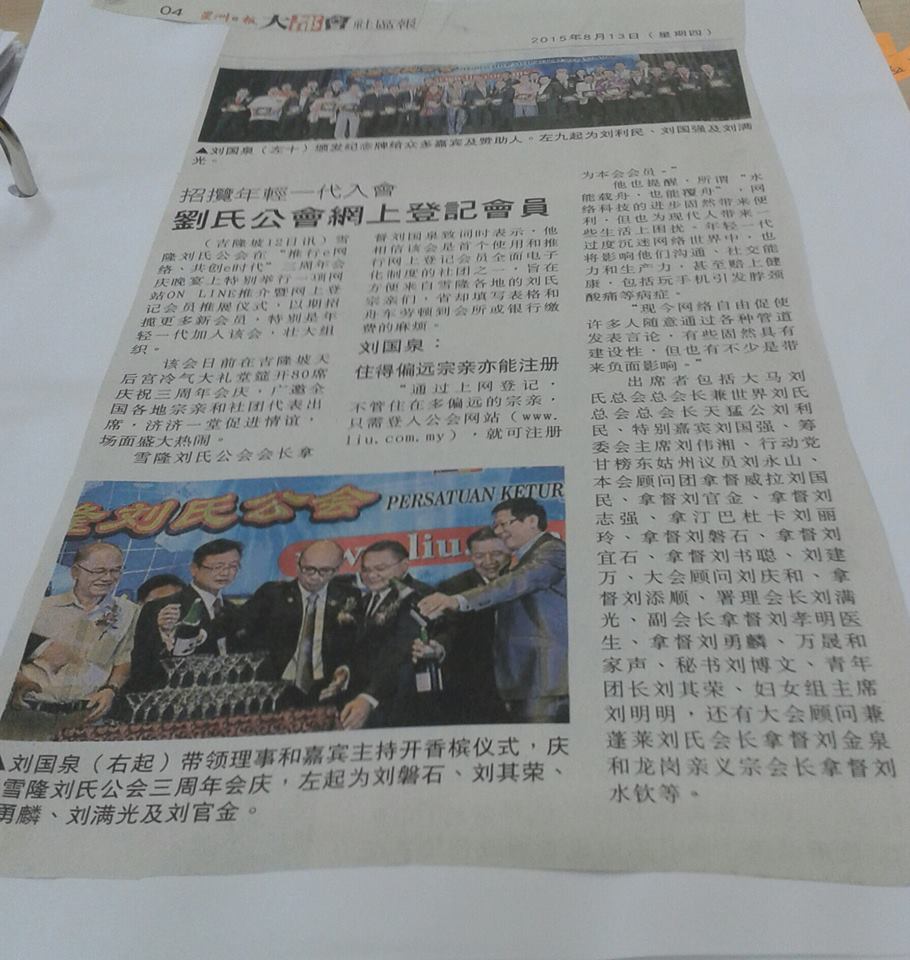 04 星洲日報 大都會 社區報
2015年8月13日（星期四）
▲刘国泉（左十）颁发纪念牌给众多嘉宾及赞助人。左九起为刘利民、刘国强及刘满
光。
招攬年輕一代入會
劉氏公會網上登記會員
（吉隆坡12日讯）雪
隆刘氏公会在“推行e网
络、共创e时代”三周年会
庆晚宴上特别举行一项网
站ON LINE推介暨网上登
记会员推展仪式，以期招
揽更多新会员，特别是年
轻一代加入该会，壮大组
织。
该会日前在吉隆坡天
后宫冷气大礼堂筵开80席
庆祝三周年会庆，广邀全
国各地宗亲和社团代表出
席，济济一堂促进情谊，
场面盛大热闹。
雪隆刘氏公会会长拿
督刘国泉致词时表示，他
相信该会是首个使用和推
行网上登记会员全面电子
化制度的社团之一，旨在
方便来自雪隆各地的刘氏
宗亲们，省却填写表格和
舟车劳顿到会所或银行缴
费的麻烦。
刘国泉：
住得偏远宗亲亦能注册
“通过上网登记，
不管住在多偏远的宗亲，
只需登入公会网站（www.
liu.com.my），就可注册
为本会会员。”
他也提醒，所谓“水
能载舟，也能覆舟”，网
络科技的进步固然带来便
利，但也为现代人带来一
些生活上困扰。年轻一代
过度沉迷网络世界中，也
将影响他们沟通、社交能
力和生产力，甚至赔上健
康，包括玩手机引发脖颈
酸痛等病症。
“现今网络自由促使
许多人随意通过各种管道
发表言论，有些固然具有
建设性，但也有不少是带
来负面影响。”
出席者包括大马刘
氏总会总会长兼世界刘氏
总会总会长天猛公刘利
民、特别嘉宾刘国强、筹
委会主席刘伟湘、行动党
甘榜东姑州议员刘永山、
本会顾问团拿督威拉刘国
民、拿督刘官金、拿督刘
志强、拿汀巴杜卡刘丽
玲、拿督刘磐石、拿督刘
宜石、拿督刘书聪、刘建
万、大会顾问刘庆和、拿
督刘添顺、署理会长刘满
光、副会长拿督刘孝明医
生、拿督刘勇麟、万晟和
家声、秘书刘博文、青年
团长刘其荣、妇女组主席
刘明明，还有大会顾问兼
蓬莱刘氏会长拿督刘金泉
和龙岗亲义宗会长拿督刘
水钦等。
刘氏公会 PERSATUAN KETUR
www.liu.
▲刘国泉（右起）带领理事和嘉宾主持开香槟仪式，庆
雪隆刘氏公会三周年会庆，左起为刘磐石、刘其荣、
勇麟、刘满光及刘官金。